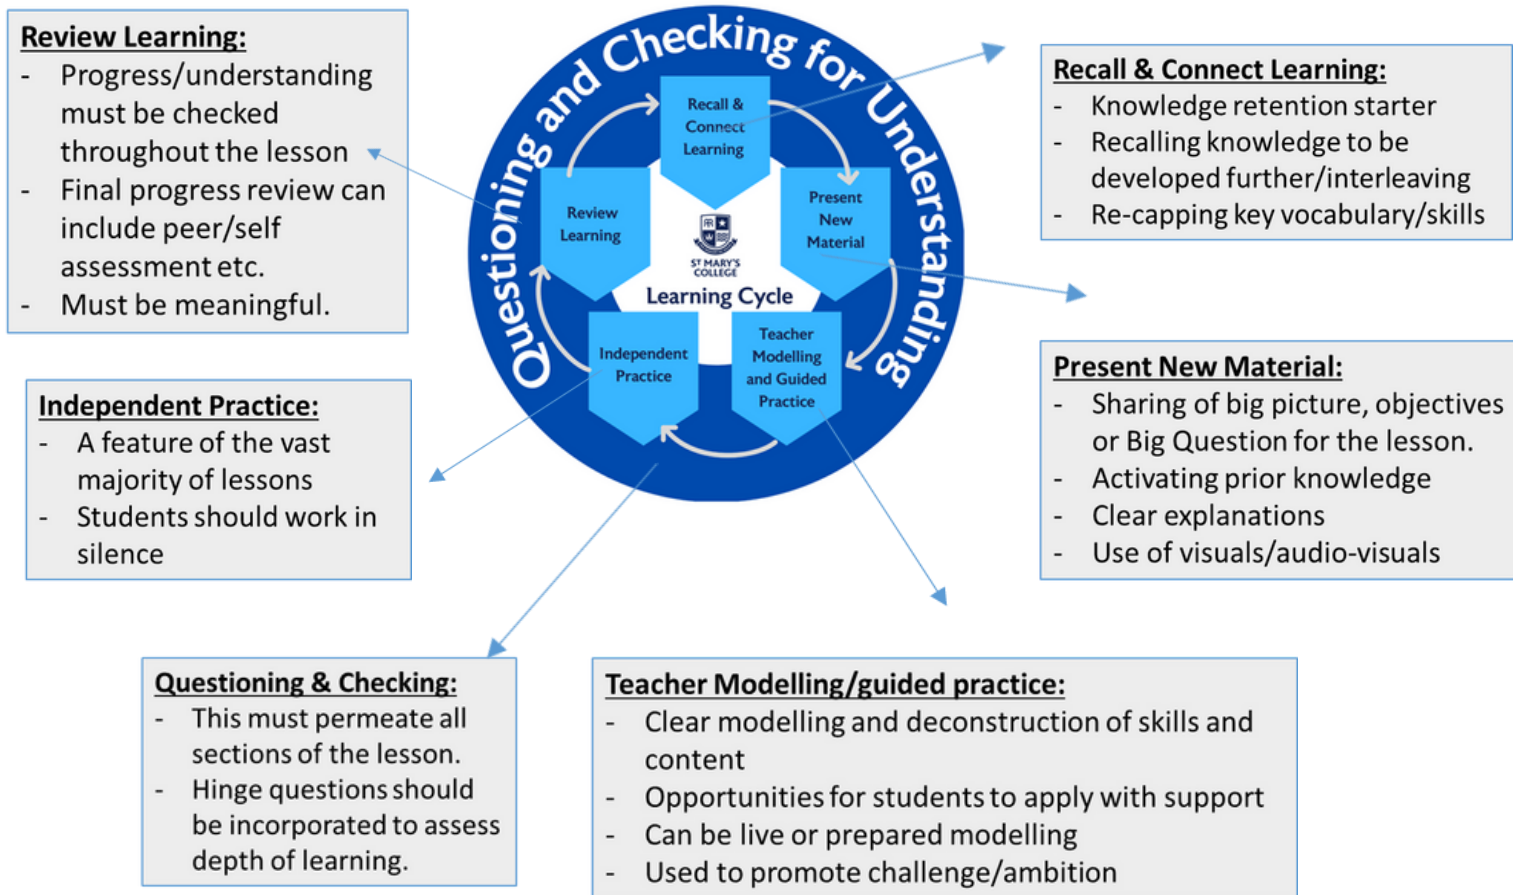 Review Learning:
- Progress/understanding
must be checked
throughout the lesson
- Final progress review can
include peer/self
assessment etc.
- Must be meaningful.
Independent Practice:
- A feature of the vast
majority of lessons
- Students should work in
silence
Questioning and Checking for Understanding
Recall &
Connect
Learning
Present
New
Material
Teacher
Modelling
and Guided
Practice
Independent
Practice
Review
Learning
ST MARY'S
COLLEGE
Learning Cycle
Recall & Connect Learning:
- Knowledge retention starter
- Recalling knowledge to be
developed further/interleaving
- Re-capping key vocabulary/skills
Present New Material:
- Sharing of big picture, objectives
or Big Question for the lesson.
- Activating prior knowledge
- Clear explanations
- Use of visuals/audio-visuals
Questioning & Checking:
- This must permeate all
sections of the lesson.
- Hinge questions should
be incorporated to assess
depth of learning.
Teacher Modelling/guided practice:
- Clear modelling and deconstruction of skills and
content
- Opportunities for students to apply with support
- Can be live or prepared modelling
- Used to promote challenge/ambition